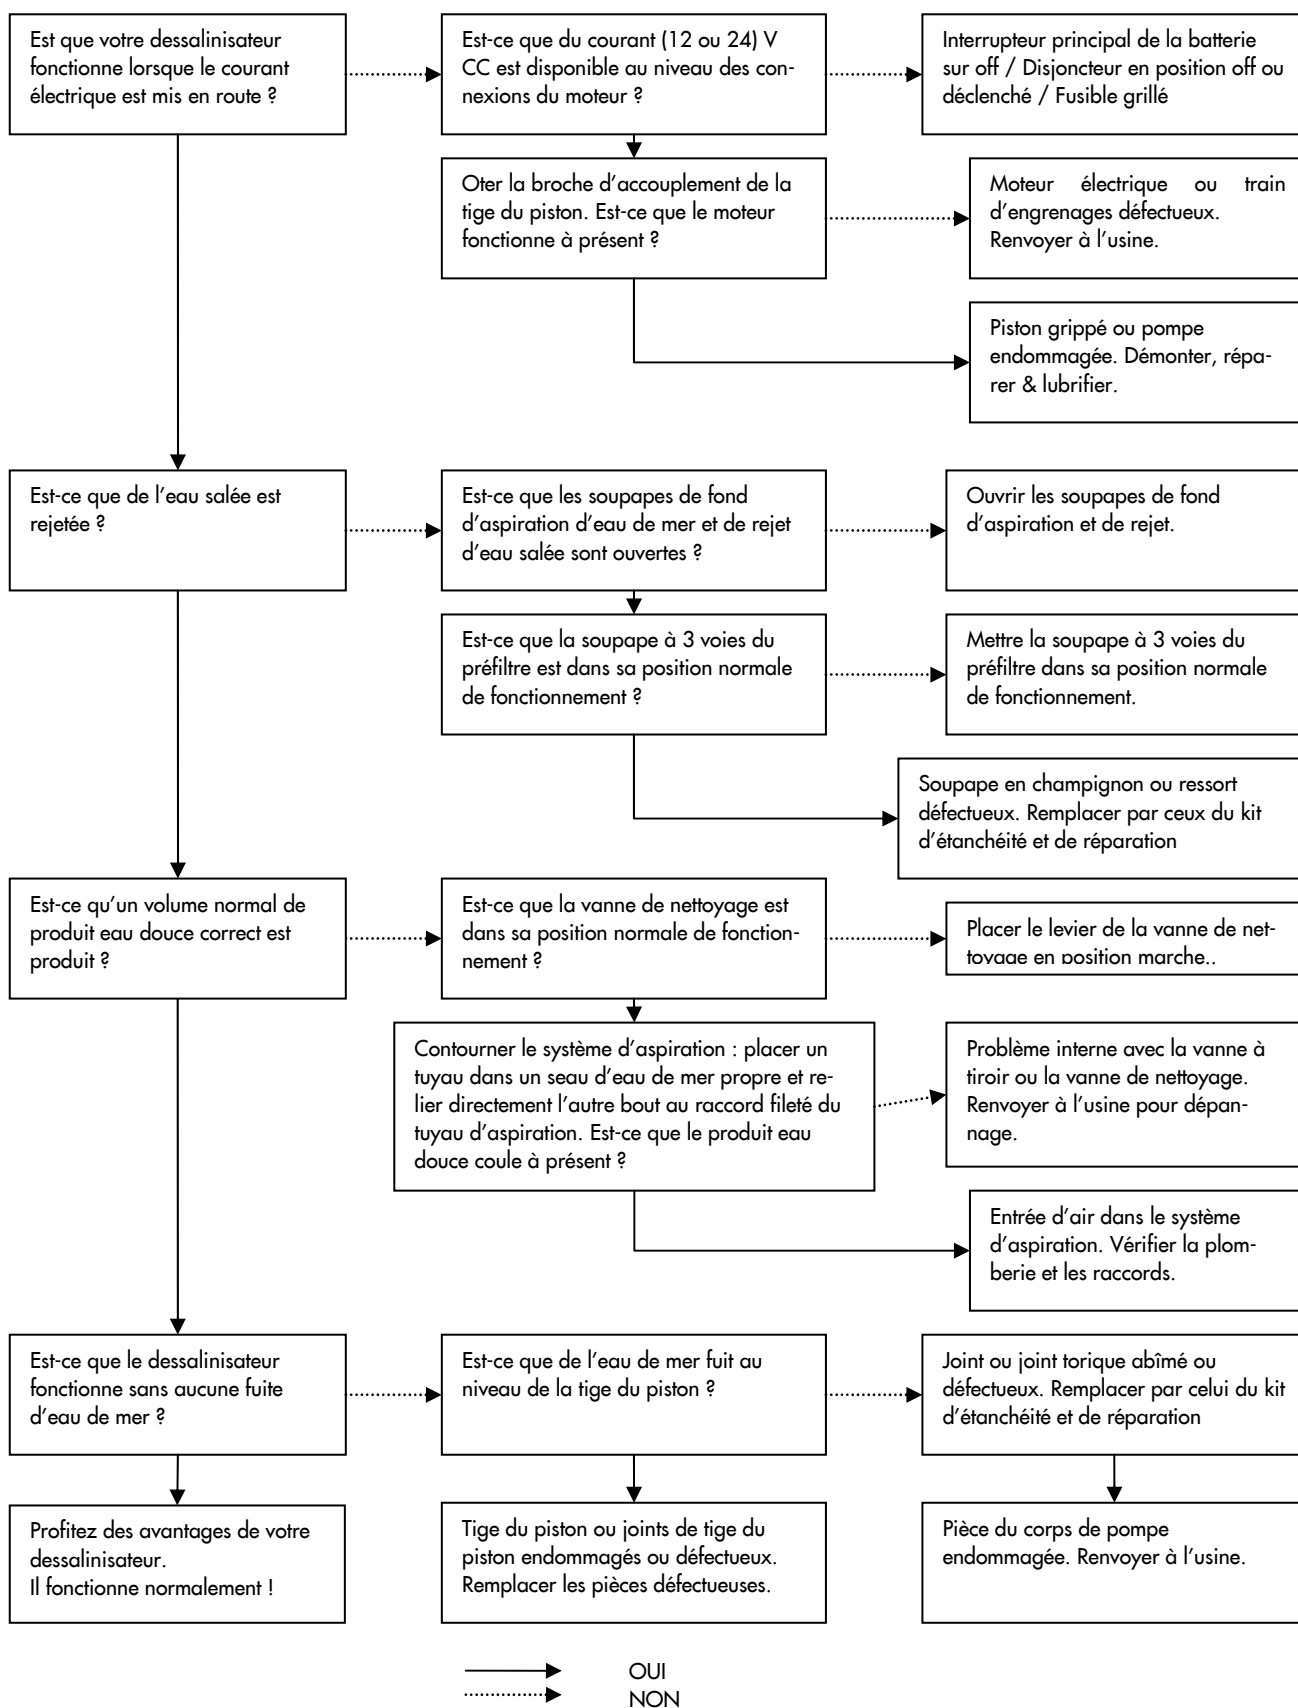 Est que votre dessalinisateur
fonctionne lorsque le courant
électrique est mis en route ?
Est-ce que du courant (12 ou 24) V
CC est disponible au niveau des con-
nexions du moteur ?
Interrupteur principal de la batterie
sur off / Disjoncteur en position off ou
déclenché / Fusible grillé
Oter la broche d'accouplement de la
tige du piston. Est-ce que le moteur
fonctionne à présent ?
Moteur électrique ou train
d'engrenages défectueux.
Renvoyer à l'usine.
Piston grippé ou pompe
endommagée. Démonter, répa-
rer & lubrifier.
Est-ce que de l'eau salée est
rejetée ?
Est-ce que les soupapes de fond
d'aspiration d'eau de mer et de rejet
d'eau salée sont ouvertes ?
Ouvrir les soupapes de fond
d'aspiration et de rejet.
Est-ce que la soupape à 3 voies du
préfiltre est dans sa position normale
de fonctionnement ?
Mettre la soupape à 3 voies du
préfiltre dans sa position normale
de fonctionnement.
Soupape en champignon ou ressort
défectueux. Remplacer par ceux du kit
d'étanchéité et de réparation
Est-ce qu'un volume normal de
produit eau douce correct est
produit ?
Est-ce que la vanne de nettoyage est
dans sa position normale de fonction-
nement ?
Placer le levier de la vanne de net-
toyage en position marche..
Contourner le système d'aspiration : placer un
tuyau dans un seau d'eau de mer propre et re-
lier directement l'autre bout au raccord fileté du
tuyau d'aspiration. Est-ce que le produit eau
douce coule à présent ?
Problème interne avec la vanne à
tiroir ou la vanne de nettoyage.
Renvoyer à l'usine pour dépan-
nage.
Entrée d'air dans le système
d'aspiration. Vérifier la plom-
berie et les raccords.
Est-ce que le dessalinisateur
fonctionne sans aucune fuite
d'eau de mer ?
Est-ce que de l'eau de mer fuit au
niveau de la tige du piston ?
Joint ou joint torique abîmé ou
défectueux. Remplacer par celui du kit
d'étanchéité et de réparation
Profitez des avantages de votre
dessalinisateur.
Il fonctionne normalement !
Tige du piston ou joints de tige du
piston endommagés ou défectueux.
Remplacer les pièces défectueuses.
Pièce du corps de pompe
endommagée. Renvoyer à l'usine.
OUI
NON